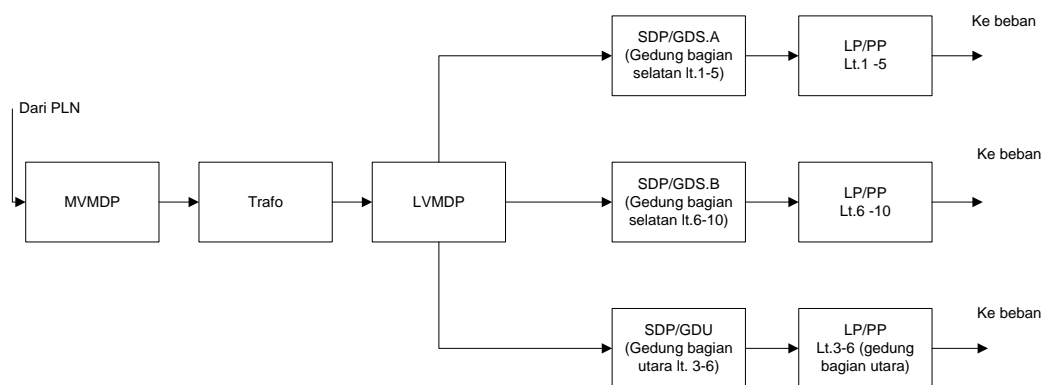 Ke beban
SDP/GDS.A
(Gedung bagian
selatan lt.1-5)
LP/PP
Lt.1 -5
Dari PLN
Ke beban
MVMDP
Trafo
LVMDP
SDP/GDS.B
(Gedung bagian
selatan lt.6-10)
LP/PP
Lt.6 -10
Ke beban
SDP/GDU
(Gedung bagian
utara lt. 3-6)
LP/PP
Lt.3-6 (gedung
bagian utara)